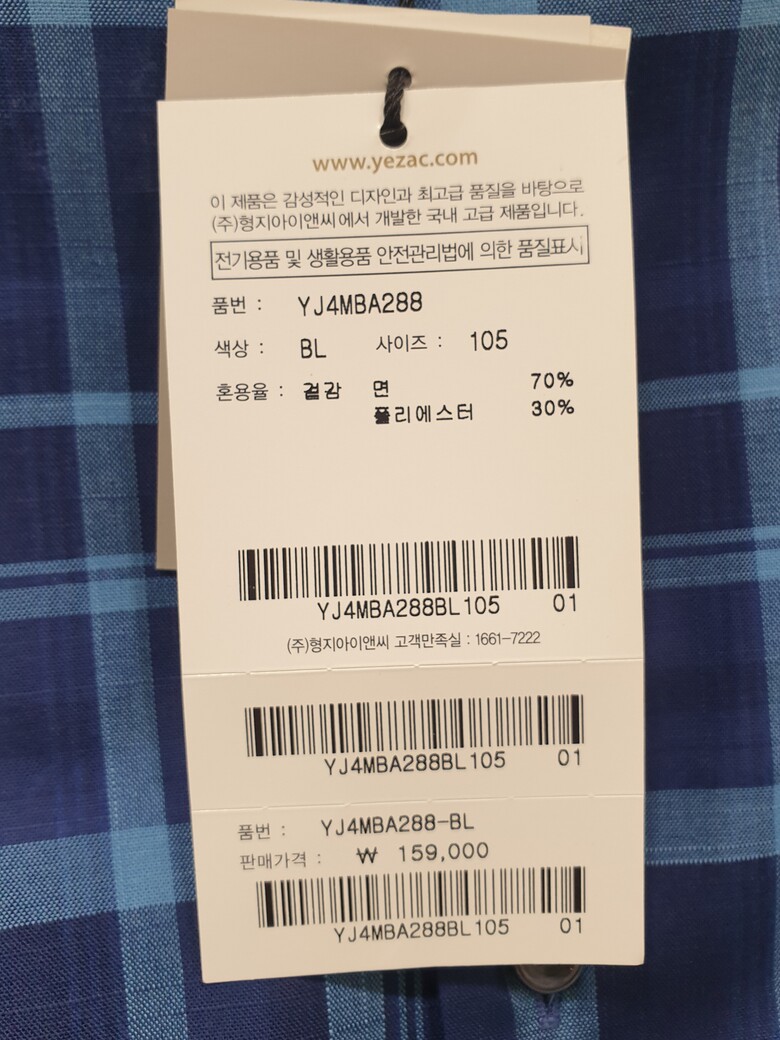 www.yezac.com
이 제품은 감성적인 디자인과 최고급 품질을 바탕으로
(주)형지아이앤씨에서 개발한 국내 고급 제품입니다.
전기용품 및 생활용품 안전관리법에 의한 품질표시
품번 : YJ4MBA288
색상 : BL 사이즈 : 105
혼용율 : 겉감 면 70%
폴리에스터 30%
YJ4MBA288BL105 01
(주)형지아이앤씨 고객만족실 : 1661-7222
YJ4MBA288BL105 01
품번 : YJ4MBA288-BL
판매가격 : ₩ 159,000
YJ4MBA288BL105 01